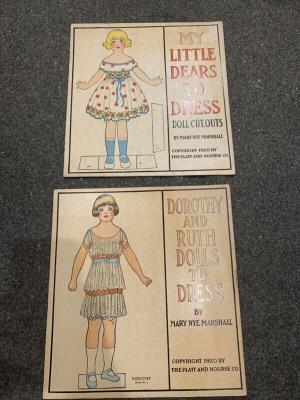 MY
LITTLE
DEARS
TO
DRESS
DOLL CUT OUTS
BY MARY NYE MARSHALL
COPYRIGHT 1920 BY
THE PLATT AND NOURSE CO.
DOROTHY
AND
RUTH
DOLLS
TO
DRESS
BY
MARY NYE MARSHALL
COPYRIGHT 1920 BY
THE PLATT AND NOURSE CO.
DOROTHY